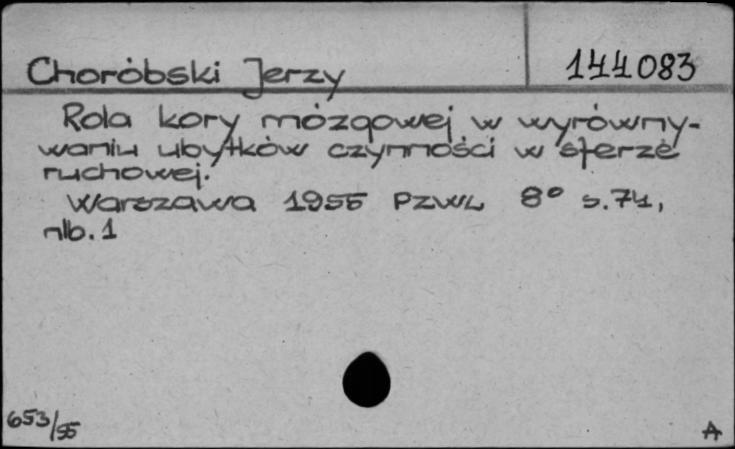 Choróbski Jerzy
144083
Rola kory mózgowej w wyrówny-
waniu ubytków czynności w sferze
ruchowej.
Warszawa 1955 PZWL 8° s.74,
nlb.1
653/55
A